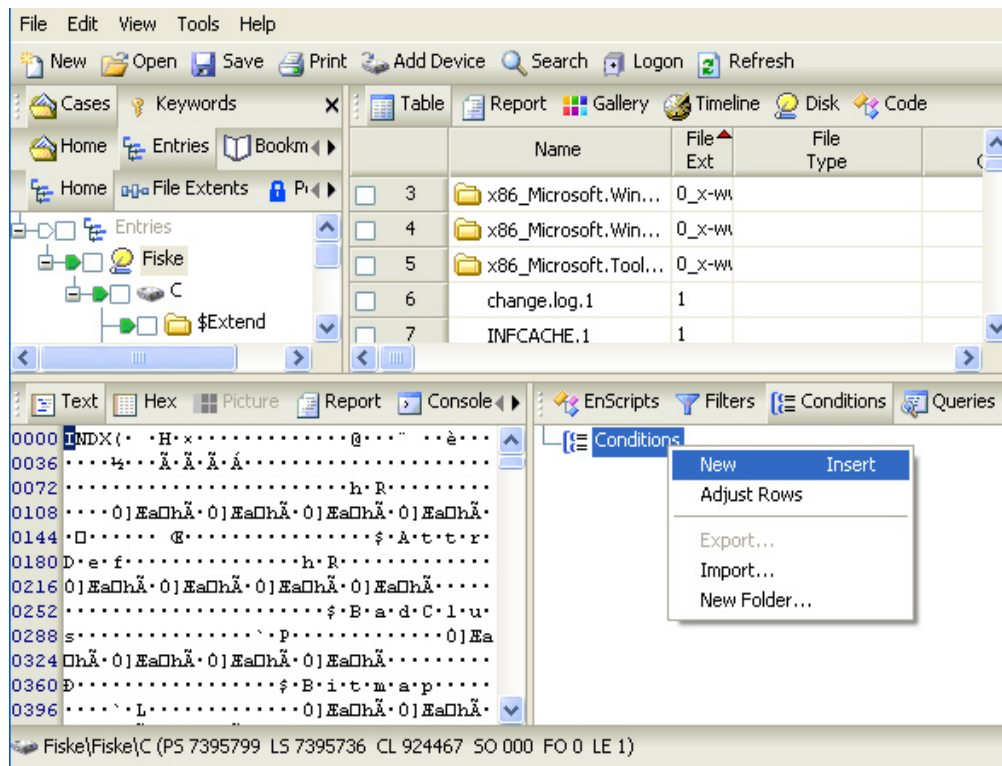 File Edit View Tools Help
New Open Save Print Add Device Search Logon Refresh
Cases Keywords
Home Entries Bookm
Home File Extents
Entries
Fiske
C
$Extend
Table Report Gallery Timeline Disk Code
Name File Ext File Type
3 x86_Microsoft.Win... 0_x-wu
4 x86_Microsoft.Win... 0_x-wu
5 x86_Microsoft.Tool... 0_x-wu
6 change.log.1 1
7 INFCACHE.1 1
Text Hex Picture Report Console
0000 INDX(· ·H·×··············@···¨ ··è···
0036 ····½···Ã·Ã·Ã·Á······················
0072 ··························h·R·········
0108
0144
0180 D·e·f················h·R·············
0216
0252 ·······················$·B·a·d·C·l·u·
0288
0324
0360 Ð·················$·B·i·t·m·a·p·····
0396
EnScripts Filters Conditions Queries
Conditions
New Insert
Adjust Rows
Export...
Import...
New Folder...
Fiske\Fiske\C (PS 7395799 LS 7395736 CL 924467 SO 000 FO 0 LE 1)